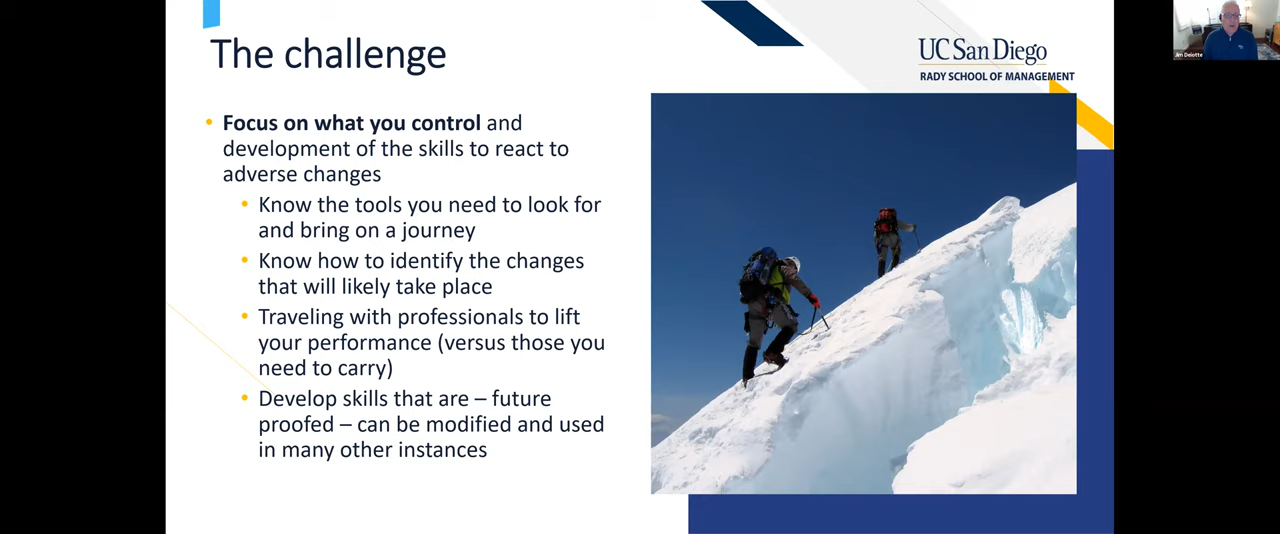 The challenge
UC San Diego
RADY SCHOOL OF MANAGEMENT
• Focus on what you control and
development of the skills to react to
adverse changes
• Know the tools you need to look for
and bring on a journey
• Know how to identify the changes
that will likely take place
• Traveling with professionals to lift
your performance (versus those you
need to carry)
• Develop skills that are – future
proofed – can be modified and used
in many other instances
Jim Deiotte